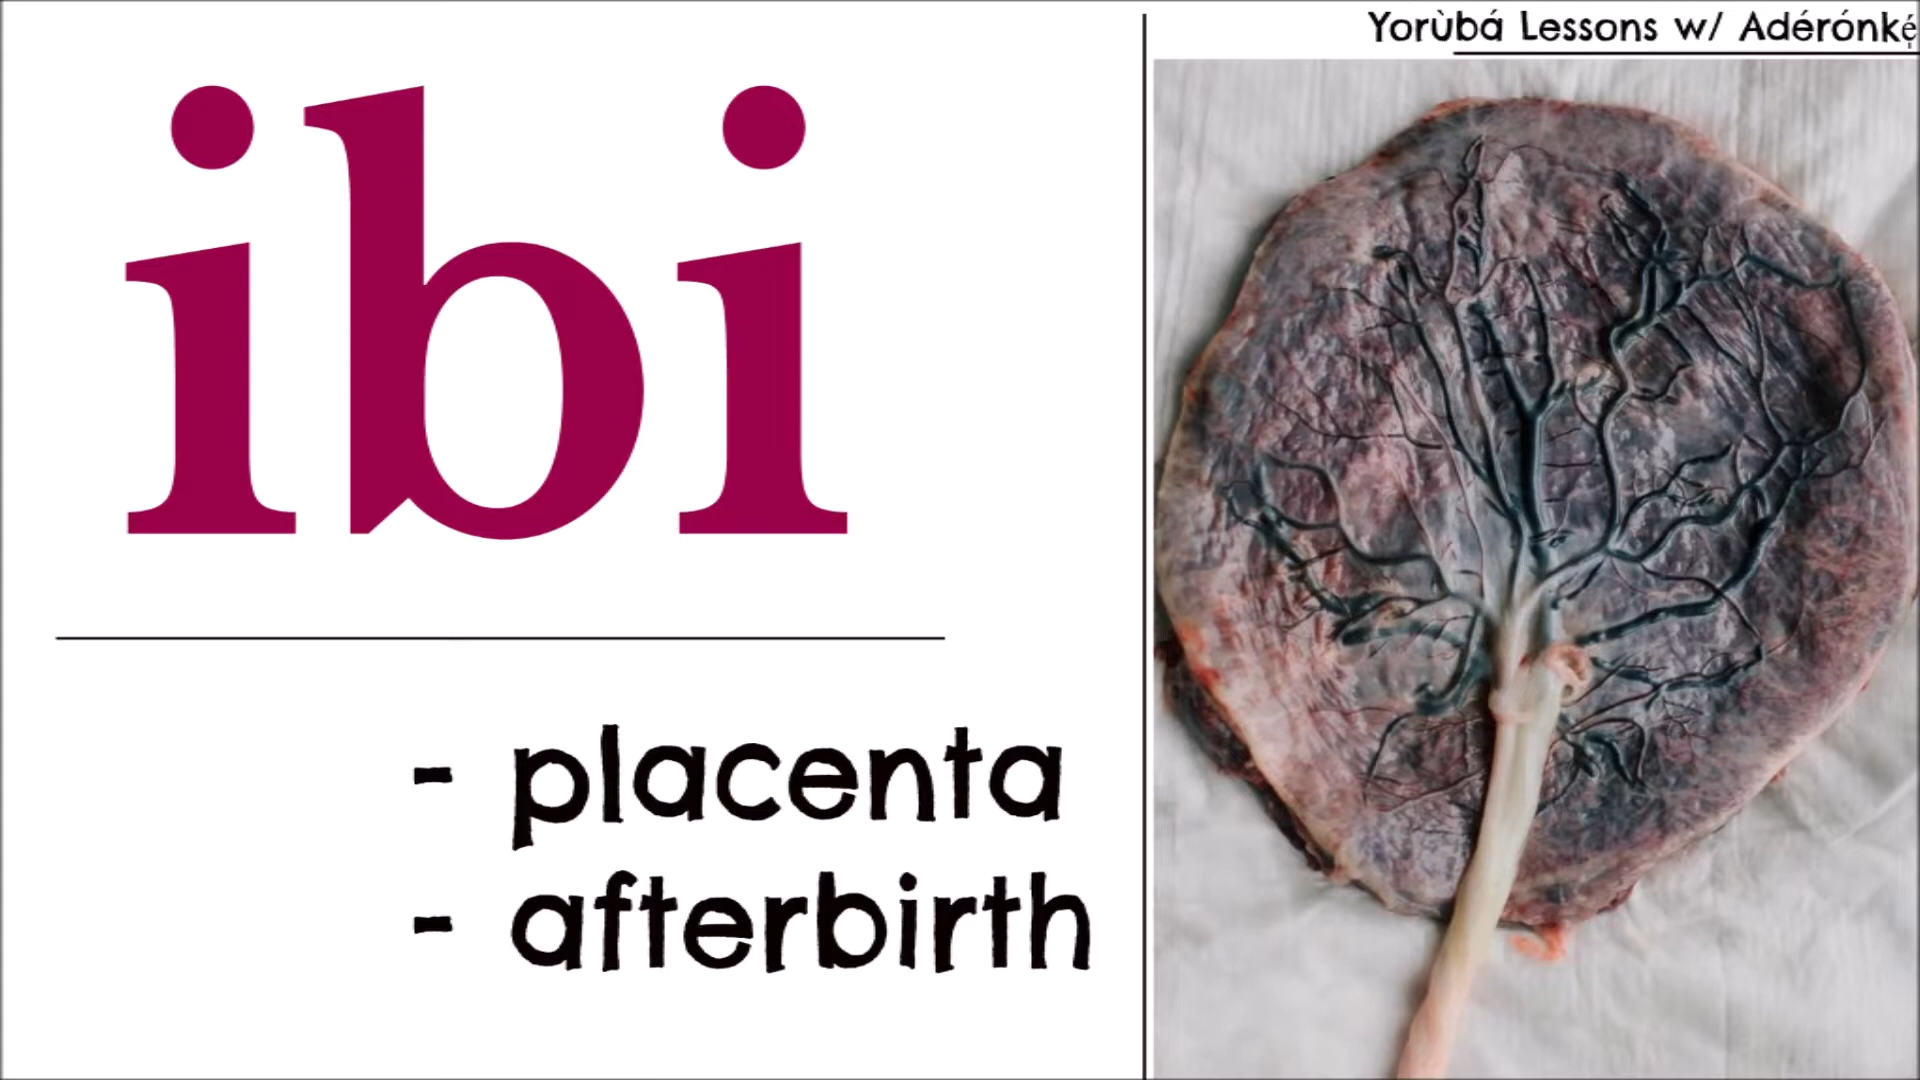 Yorùbá Lessons w/ Adérónkẹ́
ibi
- placenta
- afterbirth